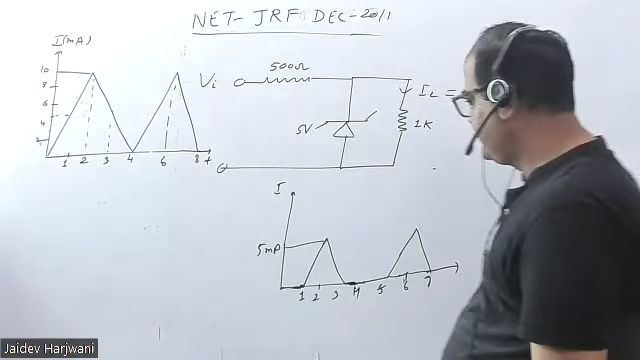 NET- JRF DEC-2011
I(mA)
10
8
6
4
2
1 2 3 4 6 8 t
Vi
500Ω
5V
IL =
1K
I
5mA
1 2 3 4 5 6 7
Jaidev Harjwani